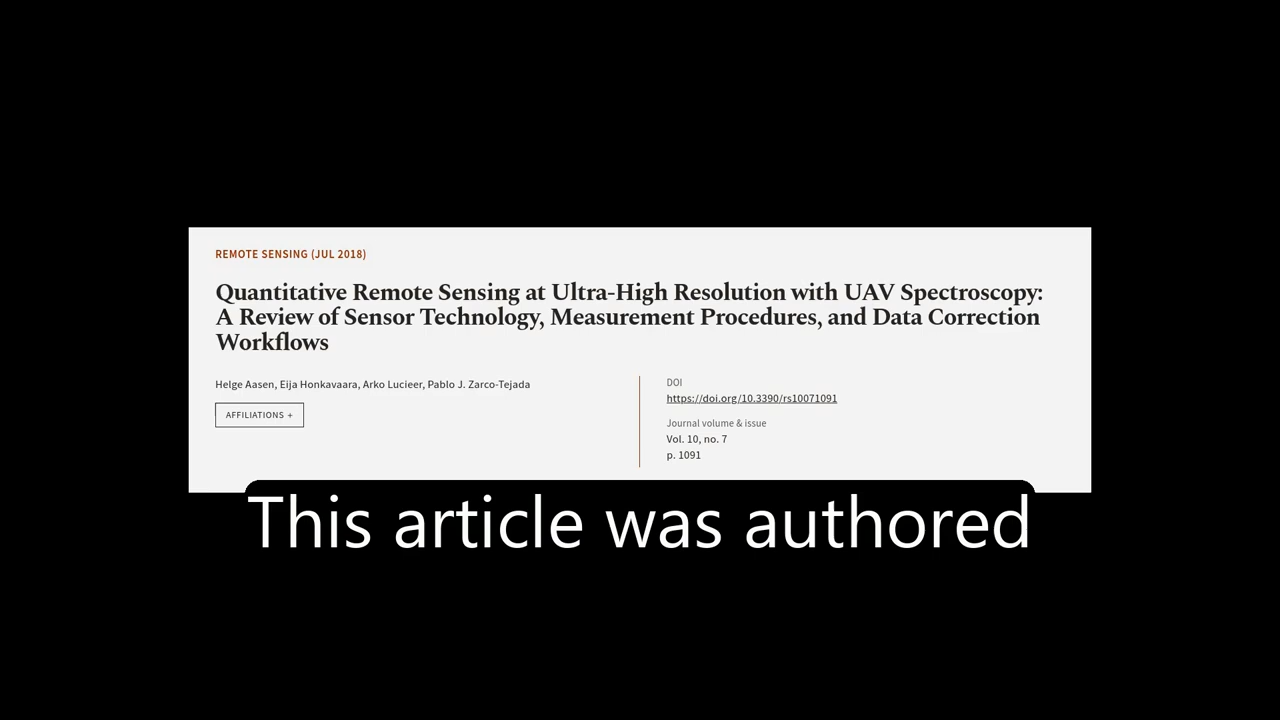 REMOTE SENSING (JUL 2018)
Quantitative Remote Sensing at Ultra-High Resolution with UAV Spectroscopy:
A Review of Sensor Technology, Measurement Procedures, and Data Correction
Workflows
Helge Aasen, Eija Honkavaara, Arko Lucieer, Pablo J. Zarco-Tejada
AFFILIATIONS +
DOI
https://doi.org/10.3390/rs10071091
Journal volume & issue
Vol. 10, no. 7
p. 1091
This article was authored